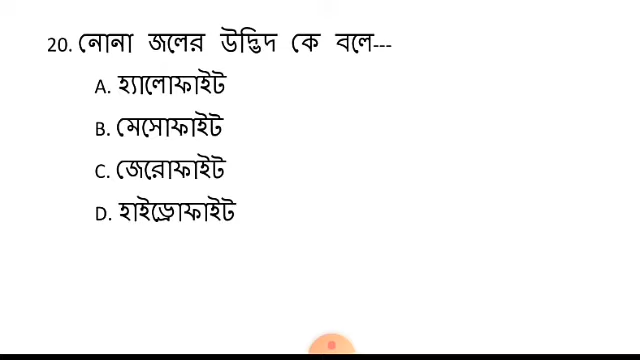 20. নোনা জলের উদ্ভিদ কে বলে---
A. হ্যালোফাইট
B. মেসোফাইট
C. জেরোফাইট
D. হাইড্রোফাইট